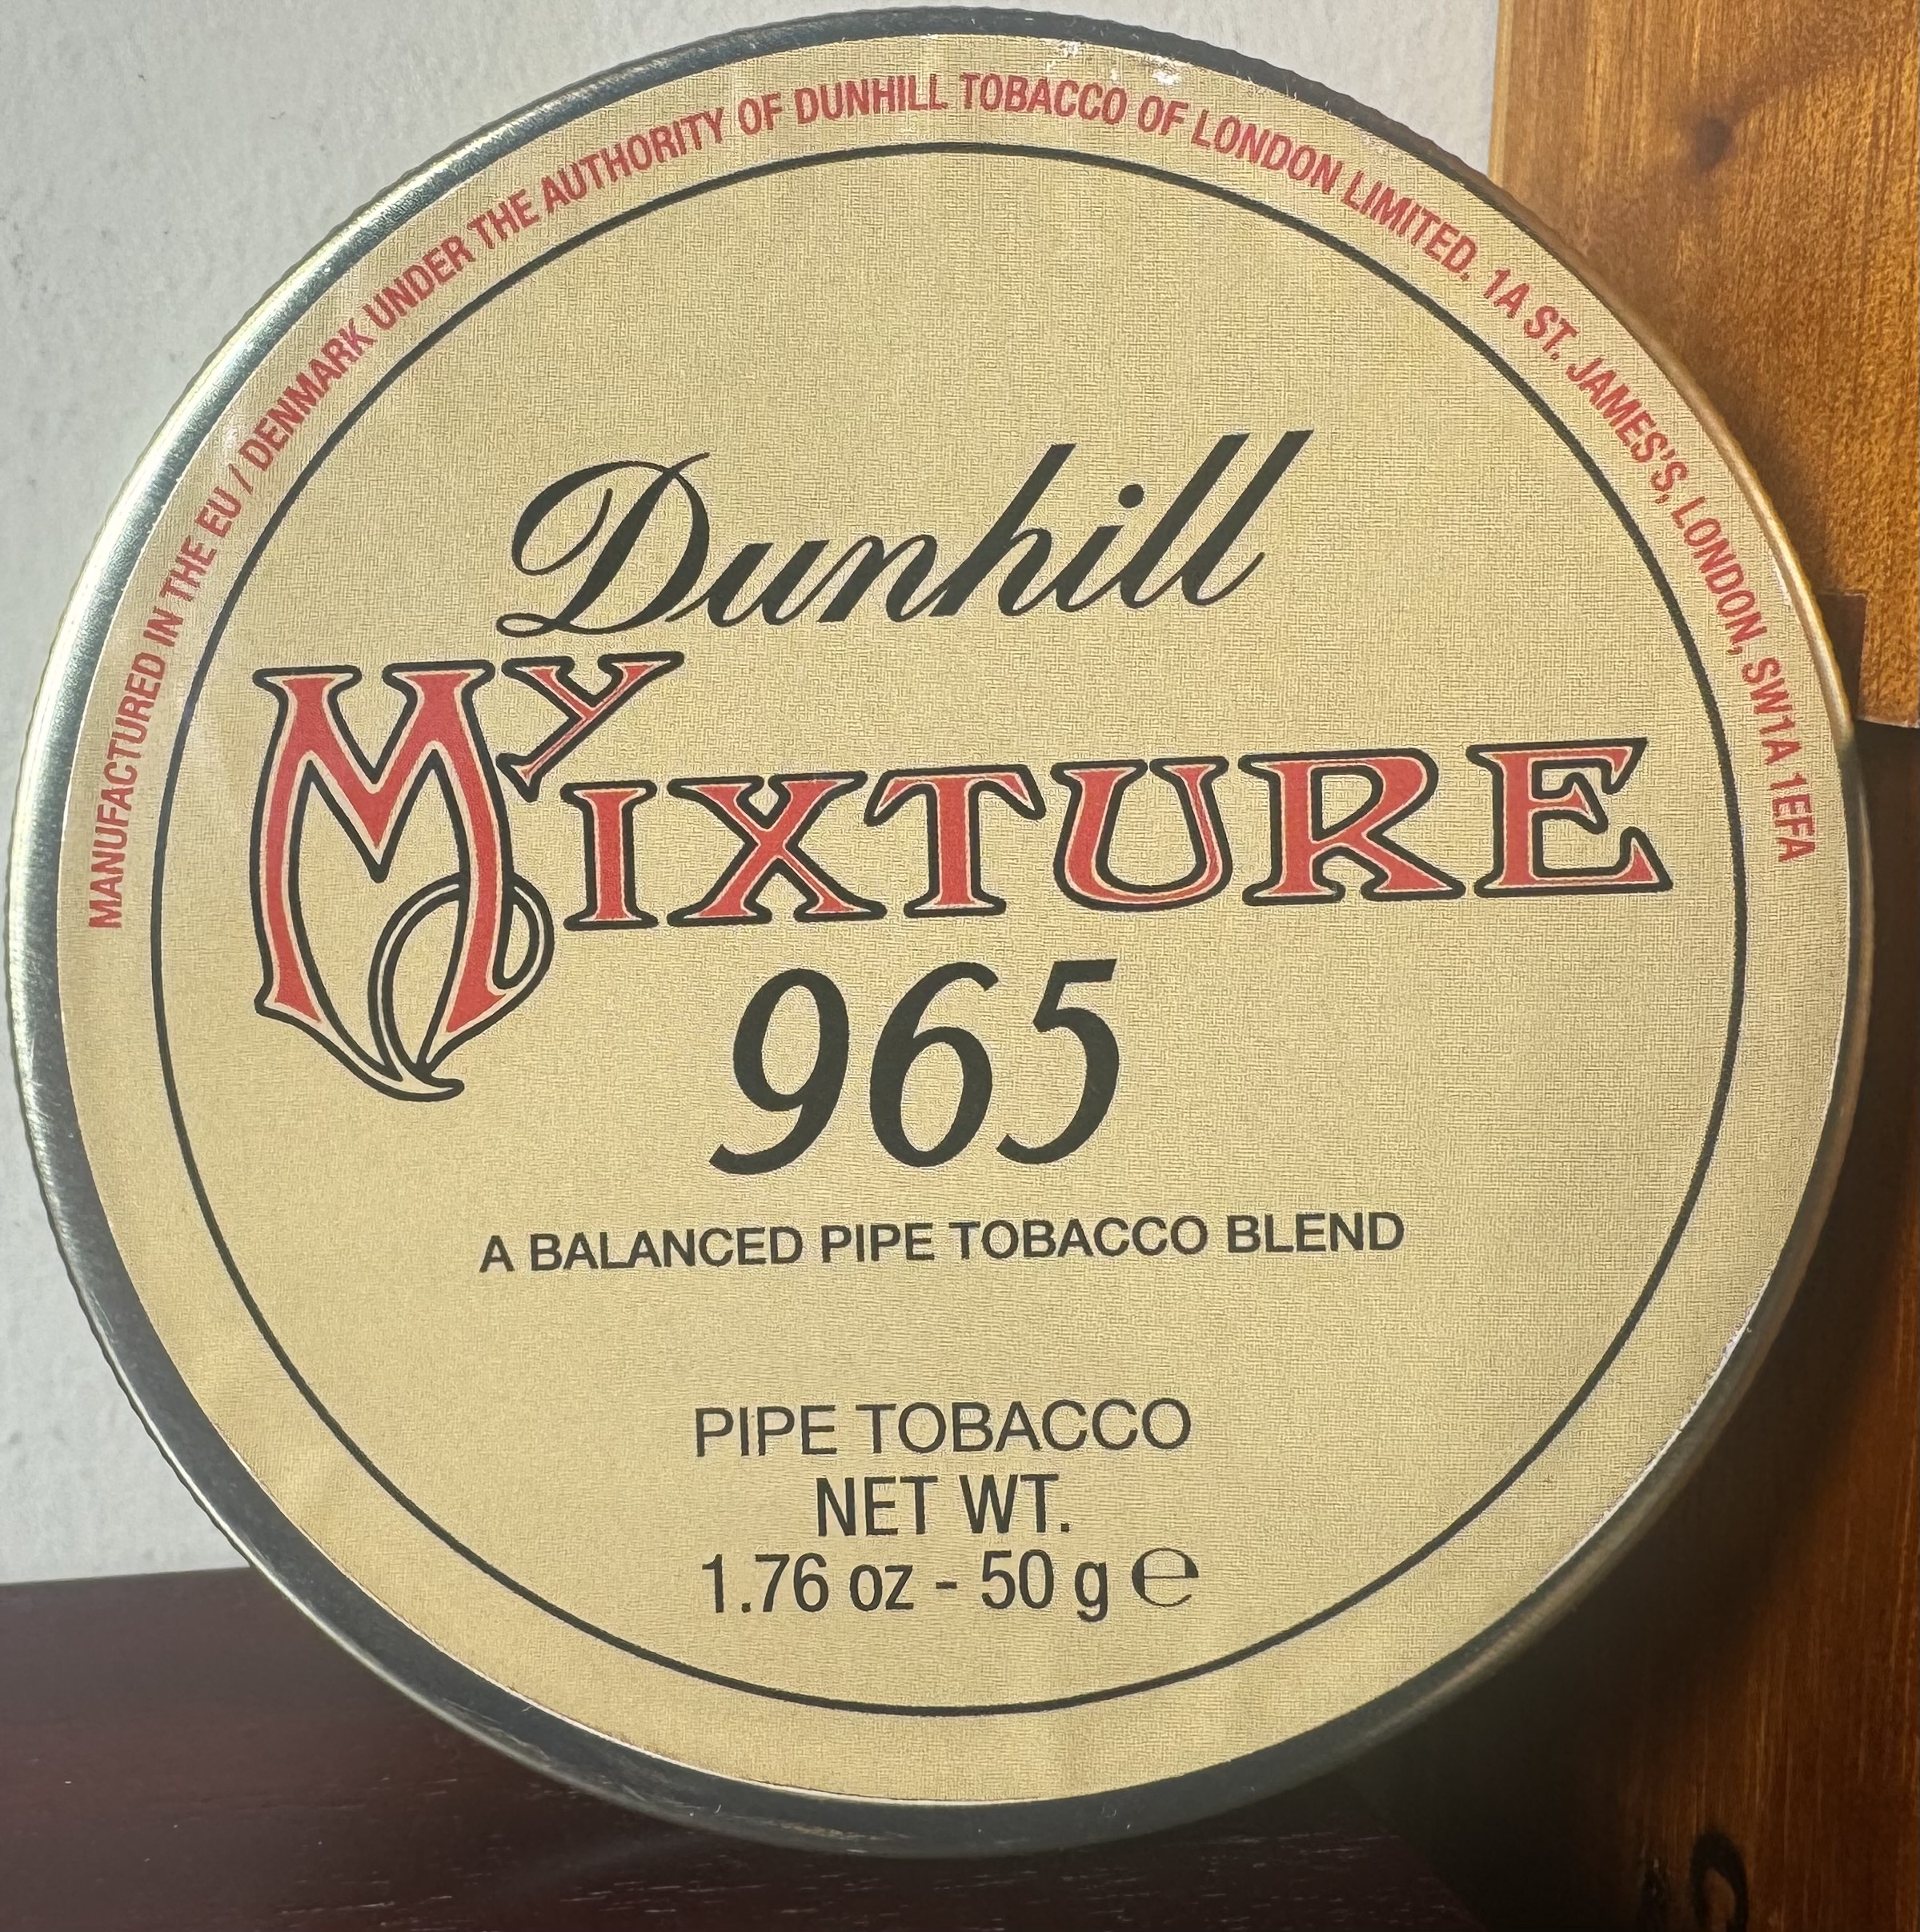 MANUFACTURED IN THE EU / DENMARK UNDER THE AUTHORITY OF DUNHILL TOBACCO OF LONDON LIMITED. 1A ST. JAMES'S, LONDON, SW1A 1EFA
Dunhill
MY MIXTURE
965
A BALANCED PIPE TOBACCO BLEND
PIPE TOBACCO
NET WT.
1.76 oz - 50 g ℮